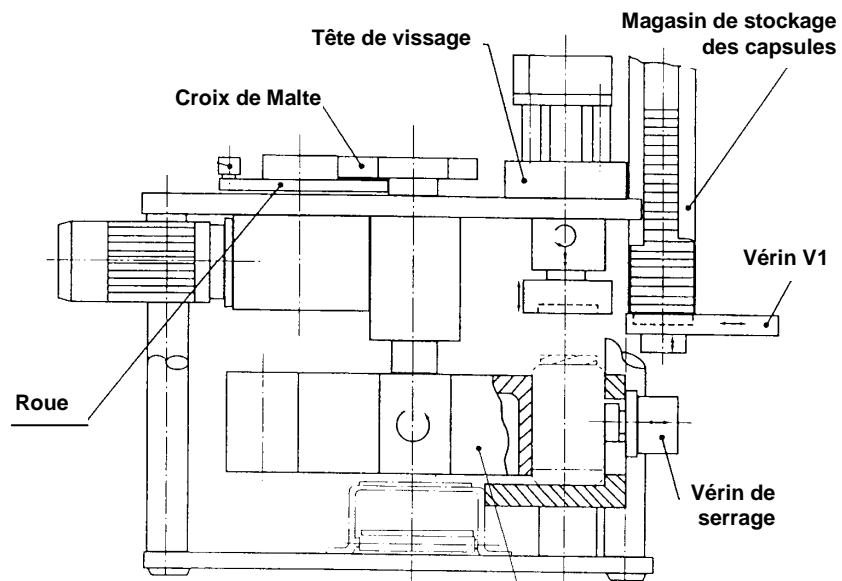 Magasin de stockage
des capsules
Tête de vissage
Croix de Malte
Vérin V1
Roue
Vérin de
serrage